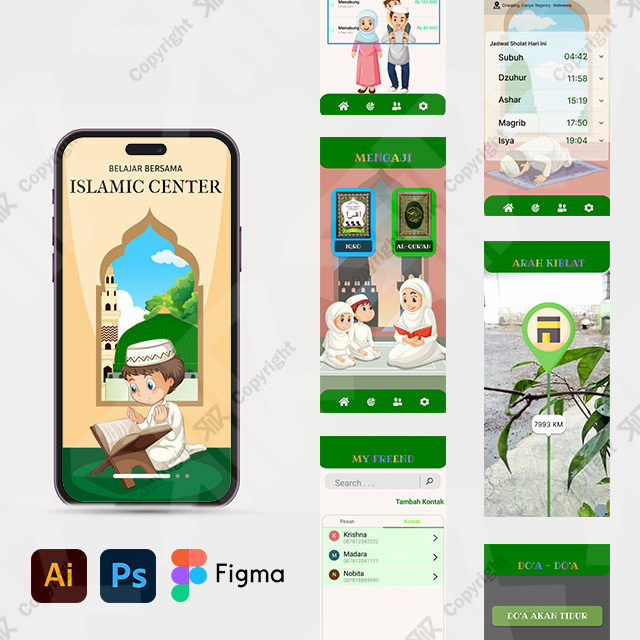 Menabung
Rp 150.000
Menabung
Rp 40.000
Cranjang, Cianjur Regency - Indonesia
Jadwal Sholat Hari Ini
Subuh 04:42
Dzuhur 11:58
Ashar 15:19
Magrib 17:50
Isya 19:04
BELAJAR BERSAMA
ISLAMIC CENTER
MENGAJI
IQRO
AL-QUR'AN
ARAH KIBLAT
7993 KM
MY FREEND
Search . . .
Tambah Kontak
Pesan Kontak
Krishna
087812342222
Madara
087812341111
Nobita
087818889999
DO'A - DO'A
DO'A AKAN TIDUR
Ai Ps Figma
Copyright
Copyright
Copyright
Copyright
Copyright
Copyright